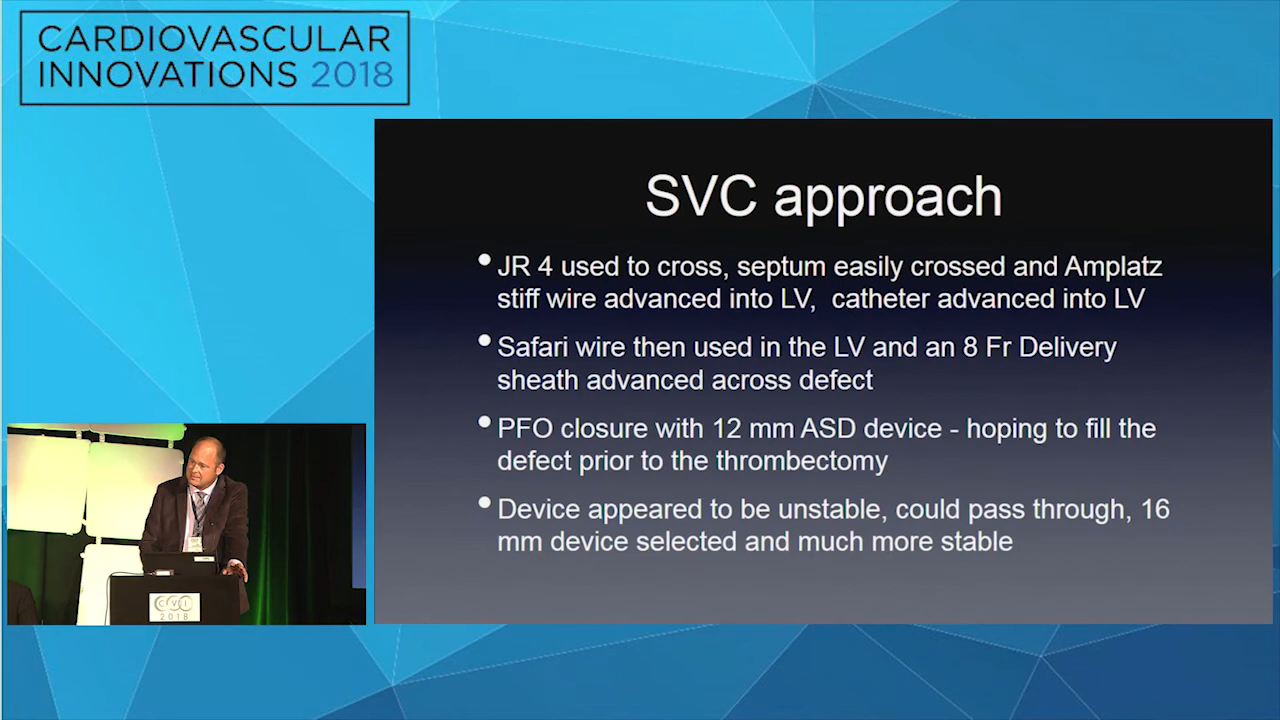 CARDIOVASCULAR
INNOVATIONS 2018
SVC approach
• JR 4 used to cross, septum easily crossed and Amplatz
stiff wire advanced into LV, catheter advanced into LV
• Safari wire then used in the LV and an 8 Fr Delivery
sheath advanced across defect
• PFO closure with 12 mm ASD device - hoping to fill the
defect prior to the thrombectomy
• Device appeared to be unstable, could pass through, 16
mm device selected and much more stable
CVI
2018